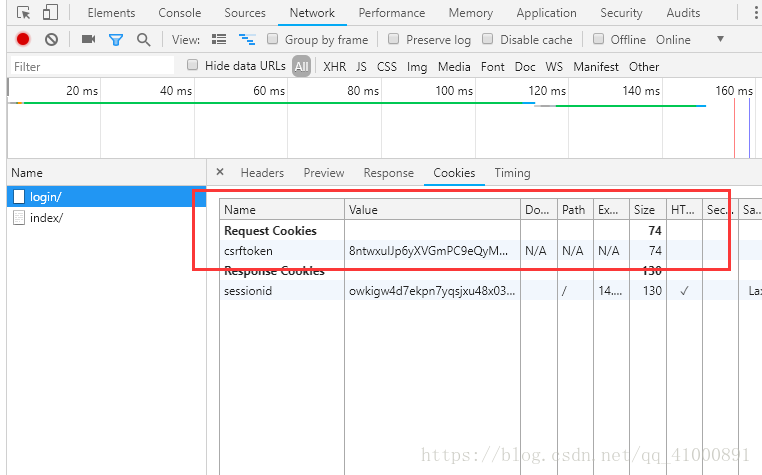 Elements Console Sources Network Performance Memory Application Security Audits
View: Group by frame Preserve log Disable cache Offline Online
Filter Hide data URLs All XHR JS CSS Img Media Font Doc WS Manifest Other
20 ms 40 ms 60 ms 80 ms 100 ms 120 ms 140 ms 160 ms
Name × Headers Preview Response Cookies Timing
login/
index/
Name Value Do... Path Ex... Size HT... Sec... Sa...
Request Cookies 74
csrftoken 8ntwxulJp6yXVGmPC9eQyM... N/A N/A N/A 74
Response Cookies 130
sessionid owkigw4d7ekpn7yqsjxu48x03... / 14.... 130 ✓ La
https://blog.csdn.net/qq_41000891